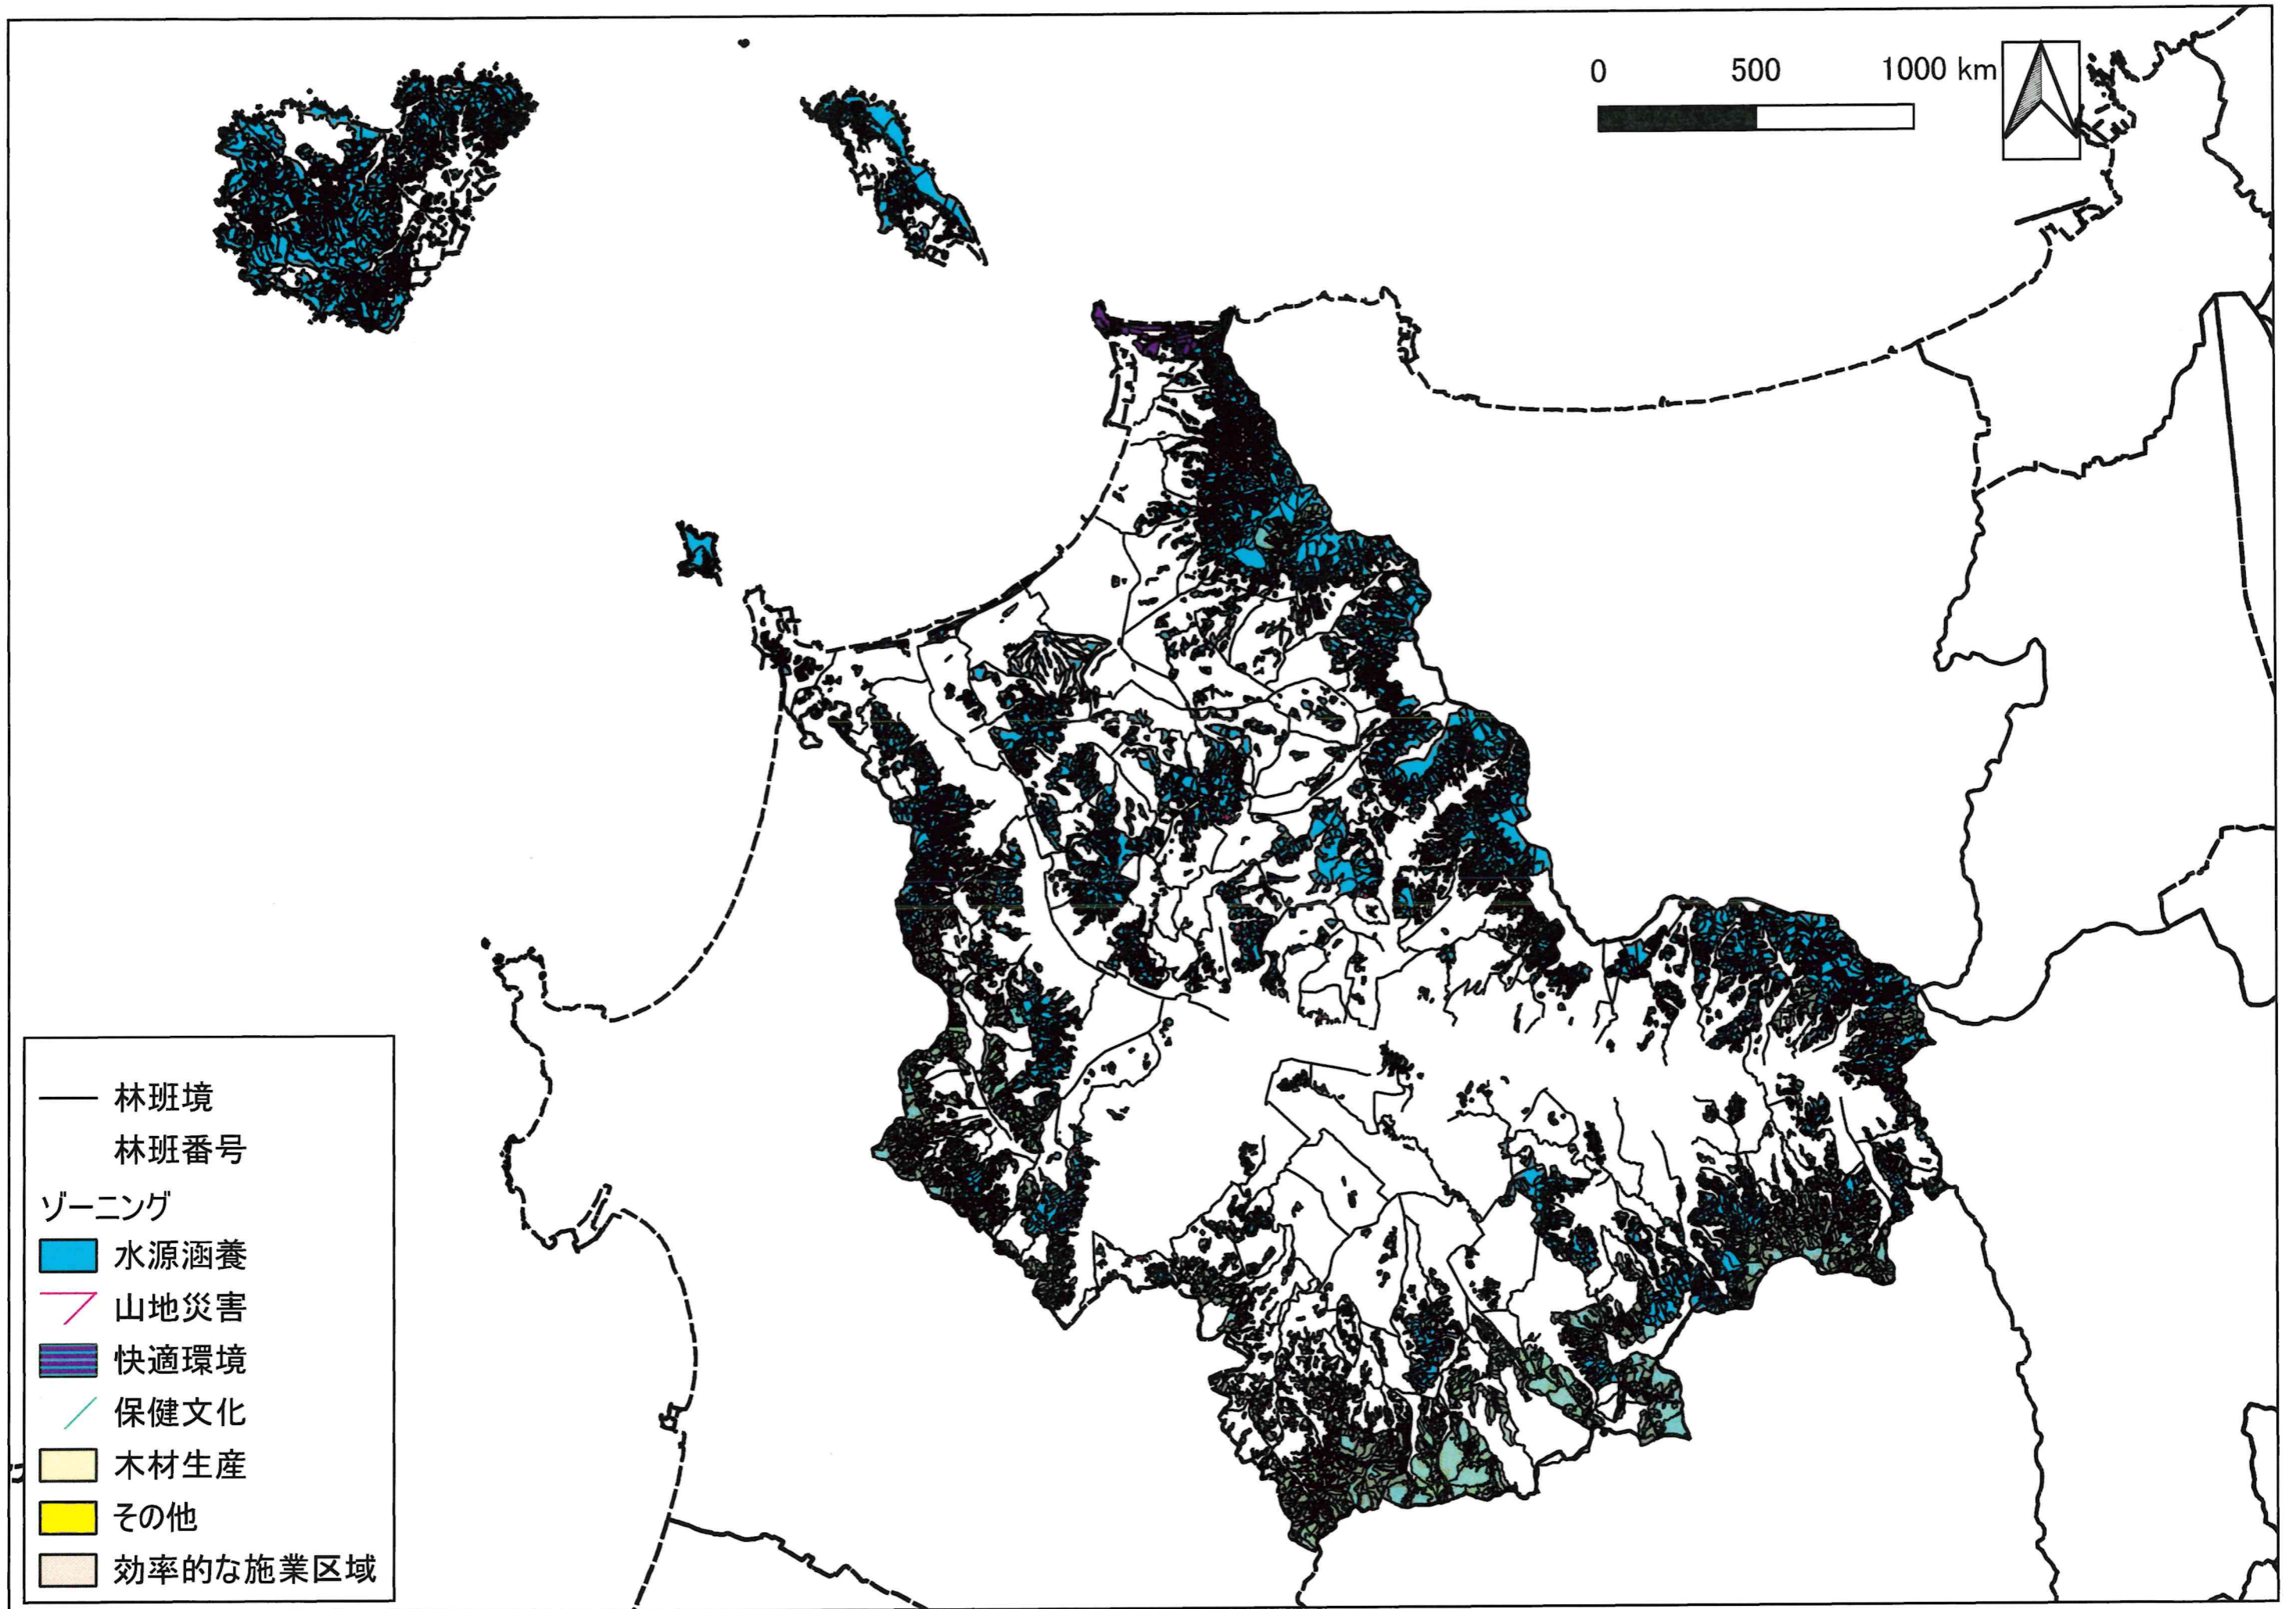 0 500 1000 km
林班境
林班番号
ゾーニング
水源涵養
山地災害
快適環境
保健文化
木材生産
その他
効率的な施業区域